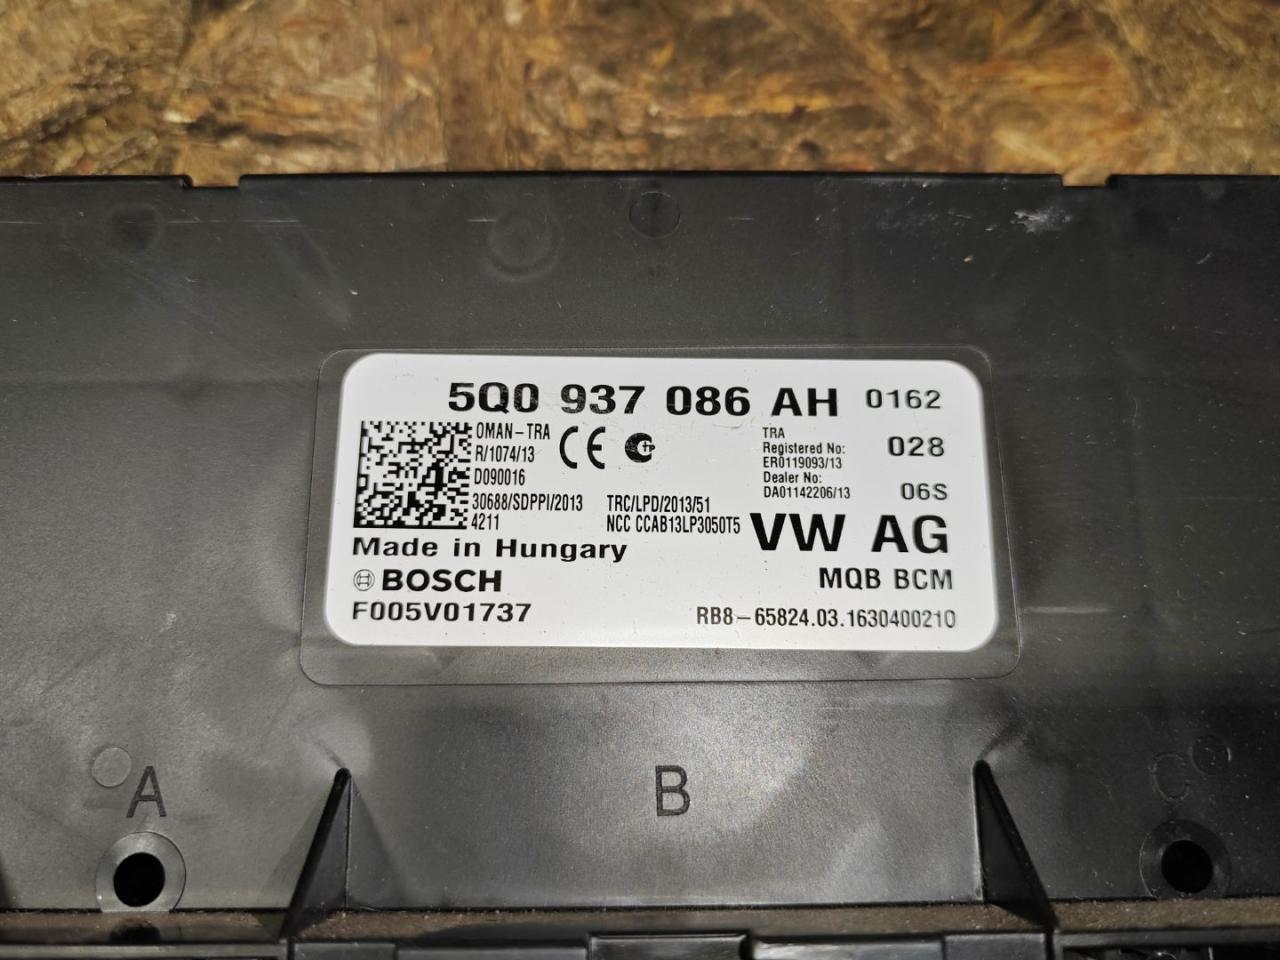 5Q0 937 086 AH 0162
OMAN-TRA
R/1074/13
D090016
30688/SDPPI/2013
4211
CE
TRC/LPD/2013/51
NCC CCAB13LP3050T5
TRA
Registered No:
ER0119093/13
Dealer No:
DA01142206/13
028
06S
VW AG
Made in Hungary
BOSCH
MQB BCM
F005V01737
RB8-65824.03.1630400210
A
B
C